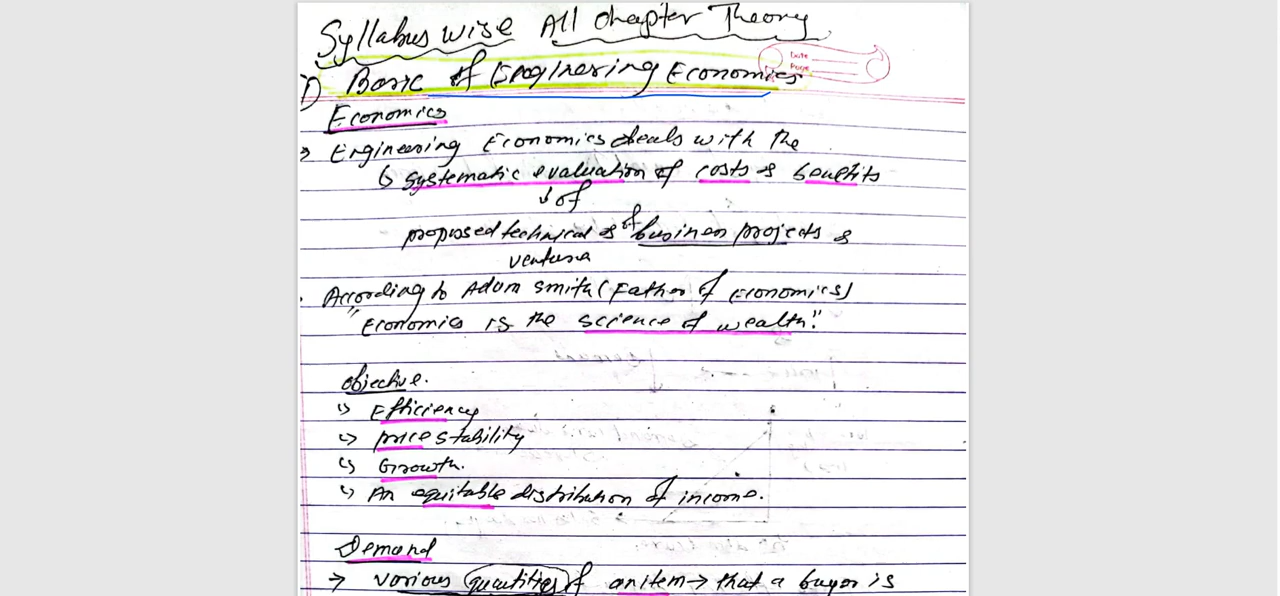 Syllabus wise All chapter Theory
Date
Page
1) Basic of Engineering Economics
Economics
→ Engineering Economics deals with the
↳ systematic evaluation of costs & benefits
↓ of
proposed technical & of business projects &
ventures
. According to Adam Smith (Father of Economics)
"Economics is the science of wealth."
objective.
↳ Efficiency
↳ price stability
↳ Growth.
↳ An equitable distribution of income.
Demand
→ various quantities of an item → that a buyer is